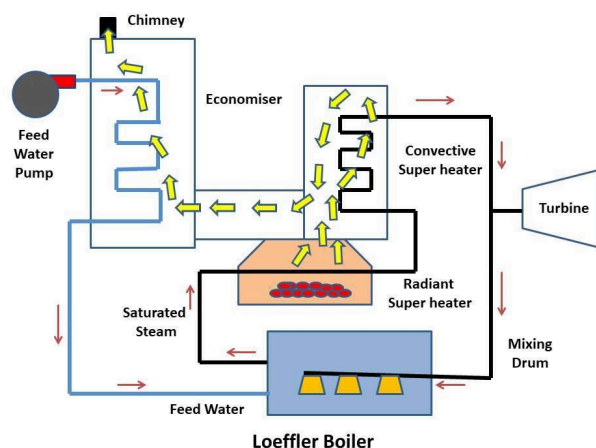 Chimney
Economiser
Feed
Water
Pump
Convective
Super heater
Turbine
Radiant
Super heater
Saturated
Steam
Mixing
Drum
Feed Water
Loeffler Boiler